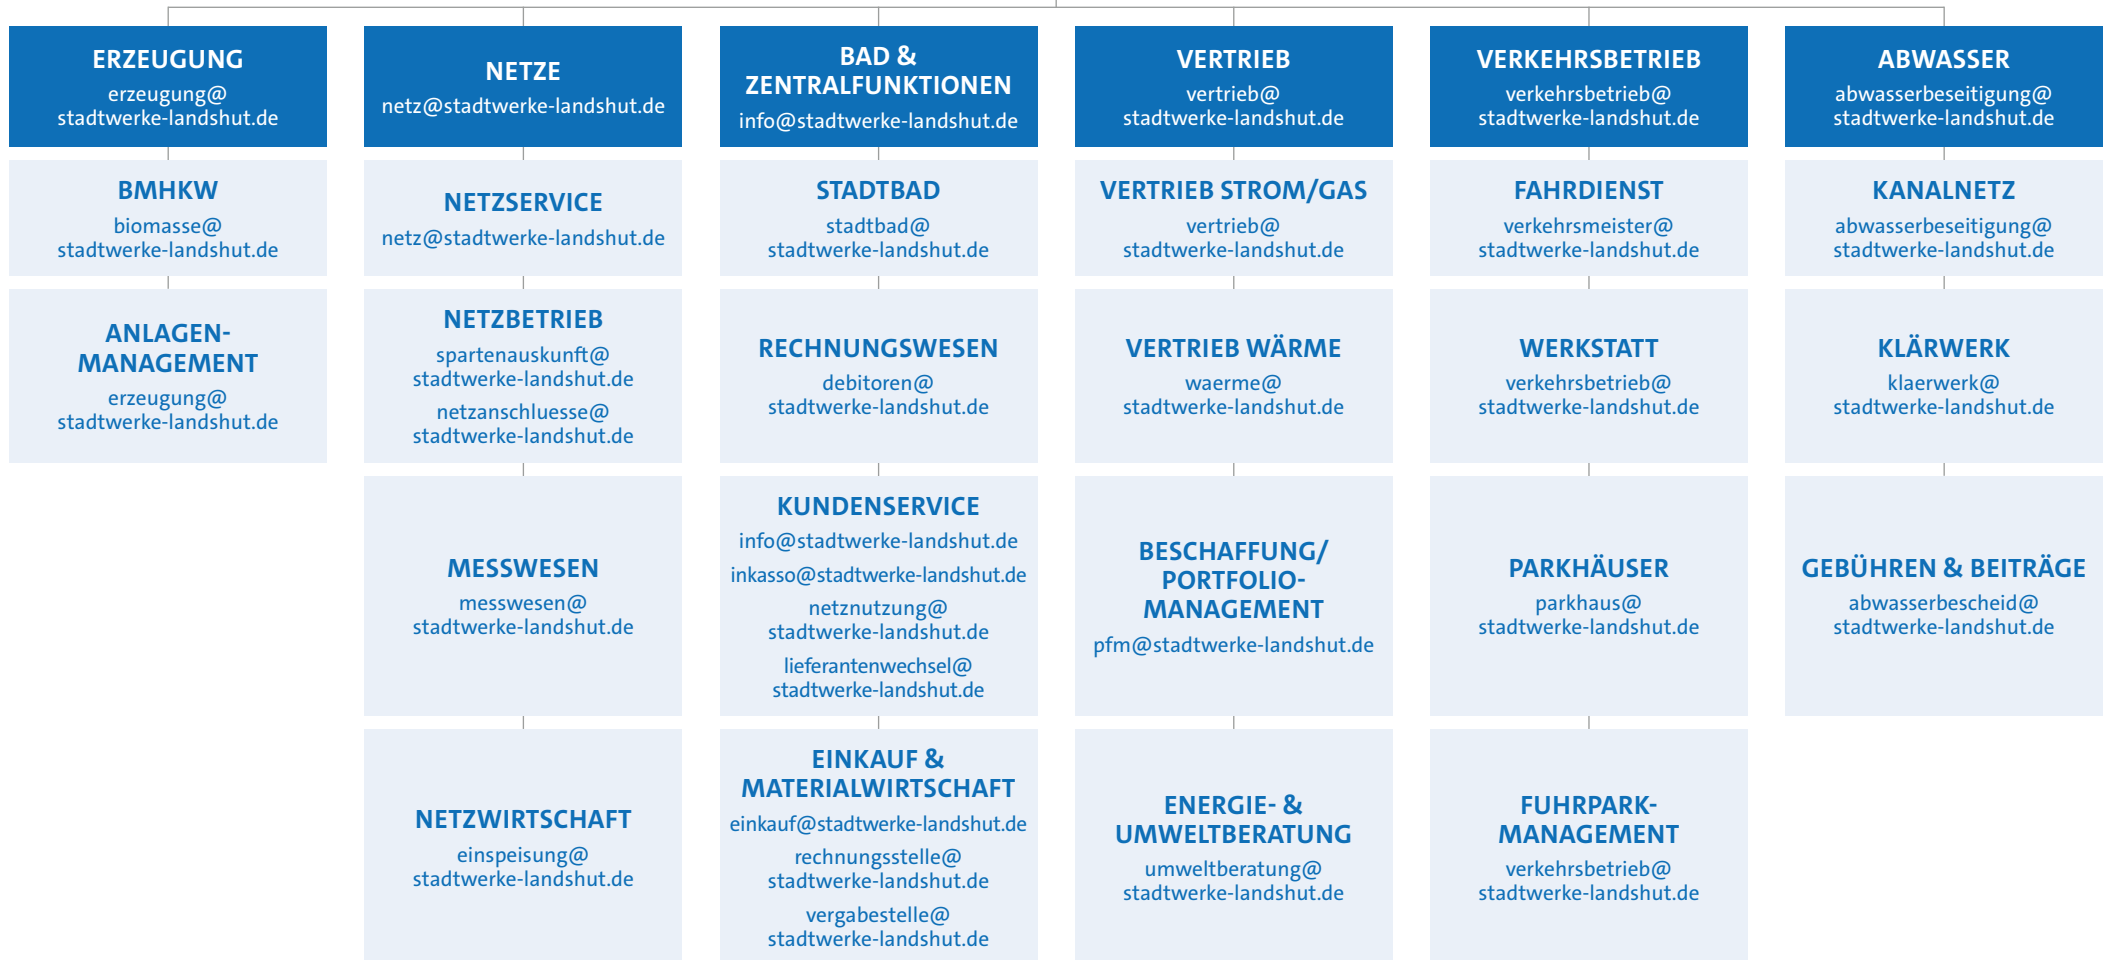 ERZEUGUNG
erzeugung@
stadtwerke-landshut.de
BMHKW
biomasse@
stadtwerke-landshut.de
ANLAGEN-
MANAGEMENT
erzeugung@
stadtwerke-landshut.de
NETZE
netz@stadtwerke-landshut.de
NETZSERVICE
netz@stadtwerke-landshut.de
NETZBETRIEB
spartenauskunft@
stadtwerke-landshut.de
netzanschluesse@
stadtwerke-landshut.de
MESSWESEN
messwesen@
stadtwerke-landshut.de
NETZWIRTSCHAFT
einspeisung@
stadtwerke-landshut.de
BAD &
ZENTRALFUNKTIONEN
info@stadtwerke-landshut.de
STADTBAD
stadtbad@
stadtwerke-landshut.de
RECHNUNGSWESEN
debitoren@
stadtwerke-landshut.de
KUNDENSERVICE
info@stadtwerke-landshut.de
inkasso@stadtwerke-landshut.de
netznutzung@
stadtwerke-landshut.de
lieferantenwechsel@
stadtwerke-landshut.de
EINKAUF &
MATERIALWIRTSCHAFT
einkauf@stadtwerke-landshut.de
rechnungsstelle@
stadtwerke-landshut.de
vergabestelle@
stadtwerke-landshut.de
VERTRIEB
vertrieb@
stadtwerke-landshut.de
VERTRIEB STROM/GAS
vertrieb@
stadtwerke-landshut.de
VERTRIEB WÄRME
waerme@
stadtwerke-landshut.de
BESCHAFFUNG/
PORTFOLIO-
MANAGEMENT
pfm@stadtwerke-landshut.de
ENERGIE- &
UMWELTBERATUNG
umweltberatung@
stadtwerke-landshut.de
VERKEHRSBETRIEB
verkehrsbetrieb@
stadtwerke-landshut.de
FAHRDIENST
verkehrsmeister@
stadtwerke-landshut.de
WERKSTATT
verkehrsbetrieb@
stadtwerke-landshut.de
PARKHÄUSER
parkhaus@
stadtwerke-landshut.de
FUHRPARK-
MANAGEMENT
verkehrsbetrieb@
stadtwerke-landshut.de
ABWASSER
abwasserbeseitigung@
stadtwerke-landshut.de
KANALNETZ
abwasserbeseitigung@
stadtwerke-landshut.de
KLÄRWERK
klaerwerk@
stadtwerke-landshut.de
GEBÜHREN & BEITRÄGE
abwasserbescheid@
stadtwerke-landshut.de